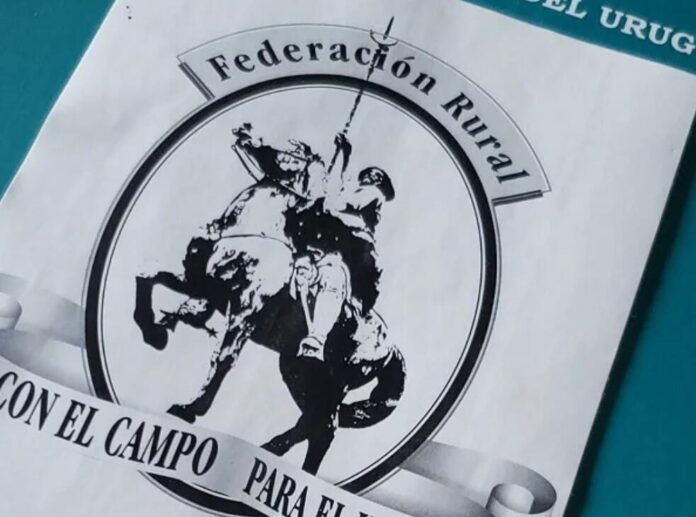 DEL URUG
Federación Rural
CON EL CAMPO PARA EL